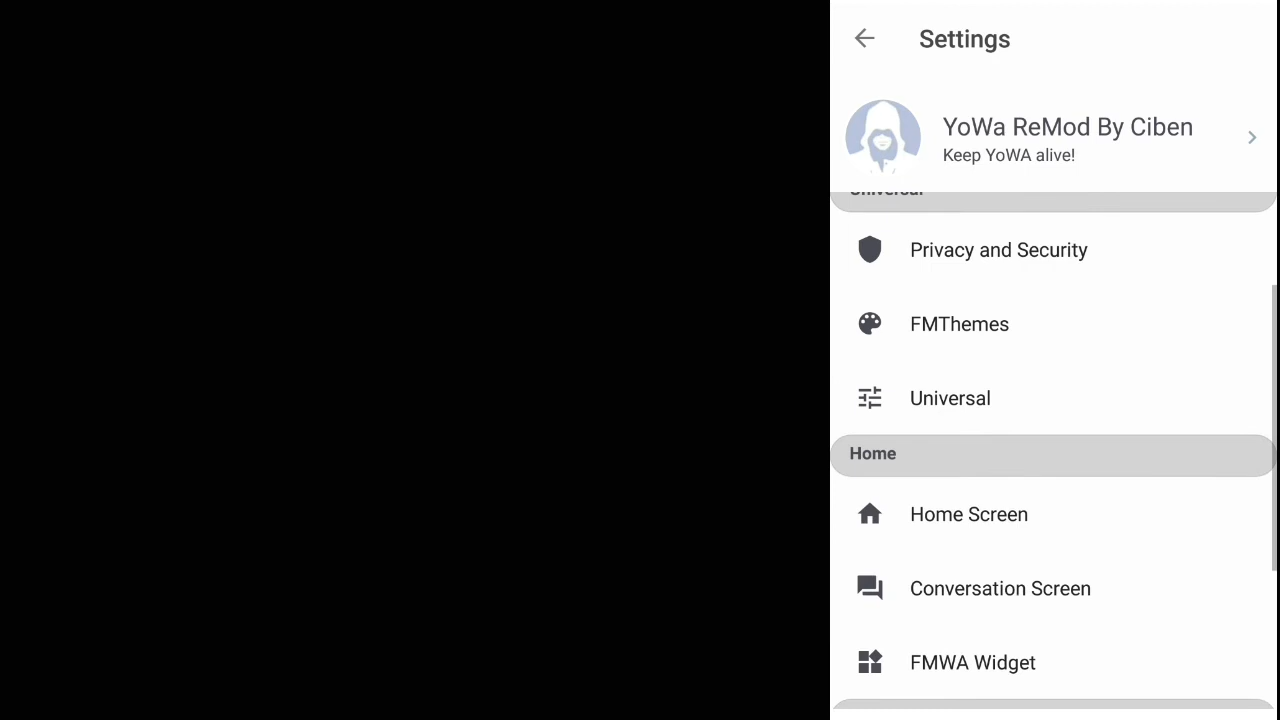 Settings
YoWa ReMod By Ciben
Keep YoWA alive!
Universal
Privacy and Security
FMThemes
Universal
Home
Home Screen
Conversation Screen
FMWA Widget